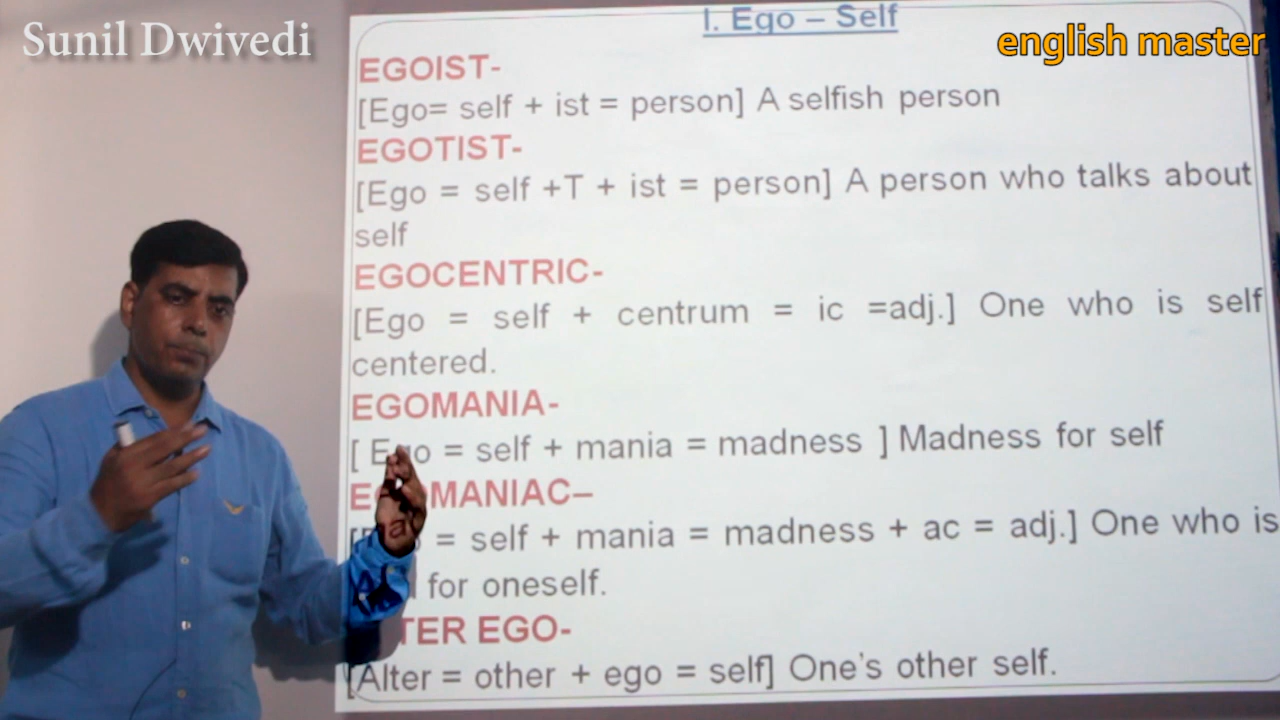 Sunil Dwivedi
english master
I. Ego – Self
EGOIST-
[Ego= self + ist = person] A selfish person
EGOTIST-
[Ego = self +T + ist = person] A person who talks about
self
EGOCENTRIC-
[Ego = self + centrum = ic =adj.] One who is self
centered.
EGOMANIA-
[ Ego = self + mania = madness ] Madness for self
= self + mania = madness + ac = adj.] One who is
for oneself.
EGO-
[Alter = other + ego = self] One's other self.